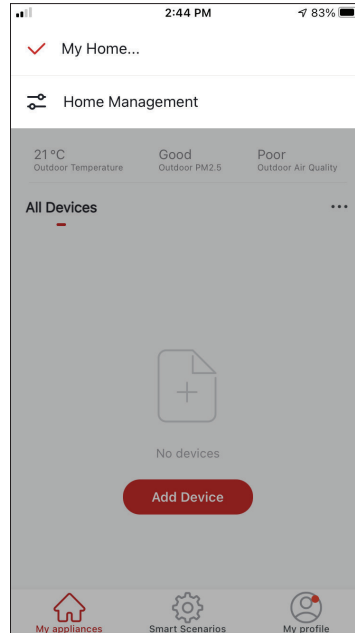 2:44 PM
83%
My Home...
Home Management
21 °C Good Poor
Outdoor Temperature Outdoor PM2.5 Outdoor Air Quality
All Devices
No devices
Add Device
My appliances Smart Scenarios My profile